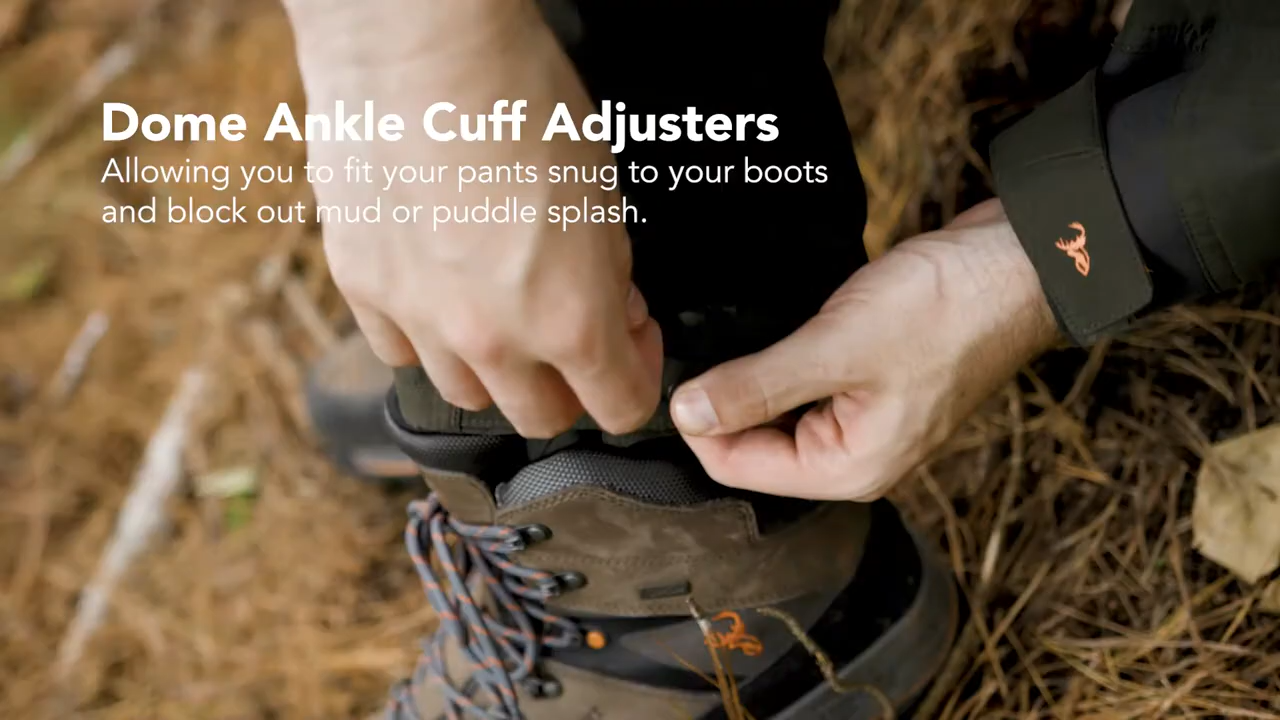 Dome Ankle Cuff Adjusters
Allowing you to fit your pants snug to your boots
and block out mud or puddle splash.